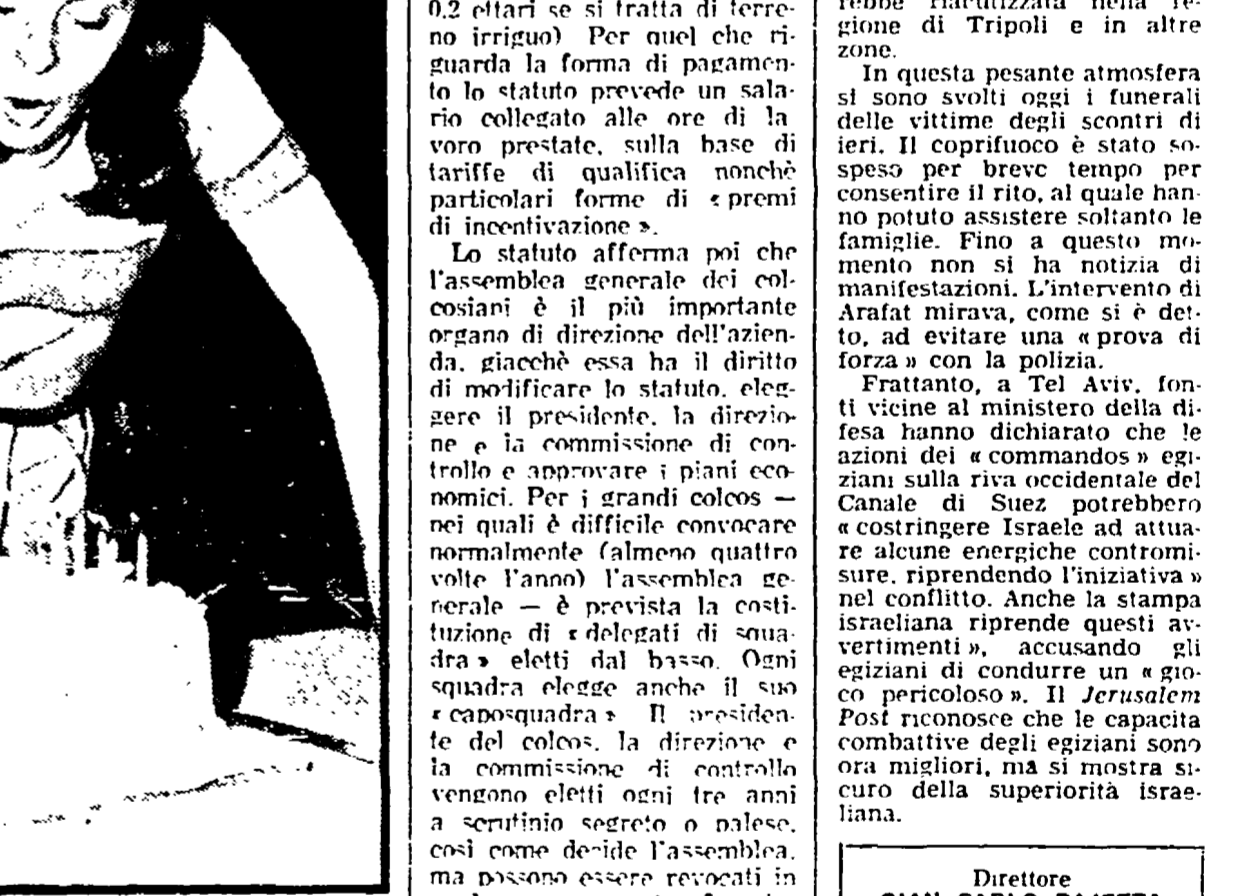 0.2 ettari se si tratta di terre-
no irriguo) Per quel che ri-
guarda la forma di pagamen-
to lo statuto prevede un sala-
rio collegato alle ore di la
voro prestate, sulla base di
tariffe di qualifica nonchè
particolari forme di « premi
di incentivazione ».
Lo statuto afferma poi che
l'assemblea generale dei col-
cosiani è il più importante
organo di direzione dell'azien-
da, giacchè essa ha il diritto
di modificare lo statuto, eleg-
gere il presidente, la direzio-
ne e la commissione di con-
trollo e approvare i piani eco-
nomici. Per i grandi colcos —
nei quali è difficile convocare
normalmente (almeno quattro
volte l'anno) l'assemblea ge-
nerale — è prevista la costi-
tuzione di « delegati di squa-
dra » eletti dal basso. Ogni
squadra elegge anche il suo
« caposquadra » Il presiden-
te del colcos, la direzione e
la commissione di controllo
vengono eletti ogni tre anni
a scrutinio segreto o palese,
così come decide l'assemblea,
ma possono essere revocati in
rebbe riacutizzata nella re-
gione di Tripoli e in altre
zone.
In questa pesante atmosfera
si sono svolti oggi i funerali
delle vittime degli scontri di
ieri. Il coprifuoco è stato so-
speso per breve tempo per
consentire il rito, al quale han-
no potuto assistere soltanto le
famiglie. Fino a questo mo-
mento non si ha notizia di
manifestazioni. L'intervento di
Arafat mirava, come si è det-
to, ad evitare una « prova di
forza » con la polizia.
Frattanto, a Tel Aviv, fon-
ti vicine al ministero della di-
fesa hanno dichiarato che le
azioni dei « commandos » egi-
ziani sulla riva occidentale del
Canale di Suez potrebbero
« costringere Israele ad attua-
re alcune energiche contromi-
sure, riprendendo l'iniziativa »
nel conflitto. Anche la stampa
israeliana riprende questi av-
vertimenti », accusando gli
egiziani di condurre un « gio-
co pericoloso ». Il Jerusalem
Post riconosce che le capacita
combattive degli egiziani sono
ora migliori, ma si mostra si-
curo della superiorità israe-
liana.
Direttore